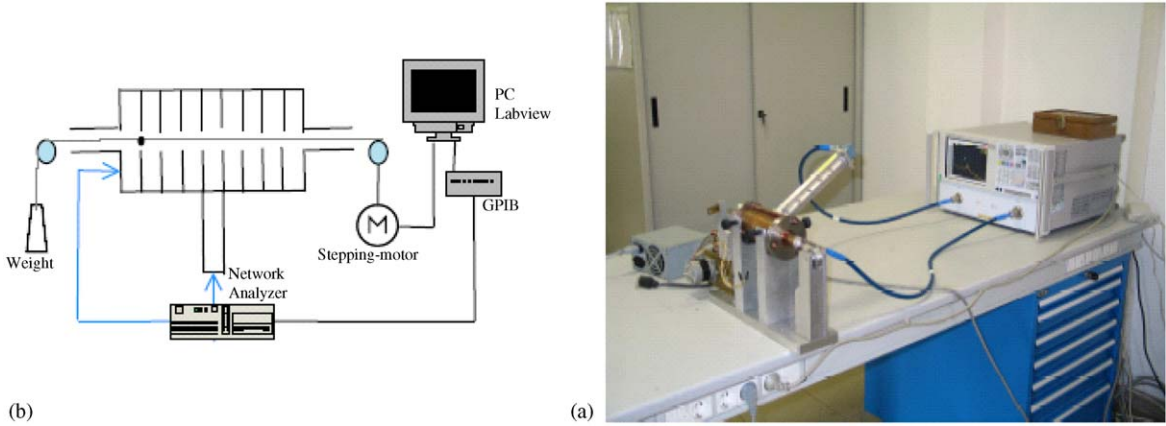 PC
Labview
GPIB
M
Stepping-motor
Weight
Network
Analyzer
(b)
(a)